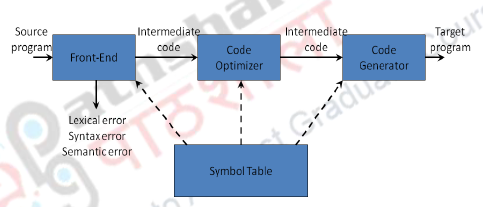 Source
program
Intermediate
code
Intermediate
code
Target
program
Front-End
Code
Optimizer
Code
Generator
Lexical error
Syntax error
Semantic error
Symbol Table
पाठशाला